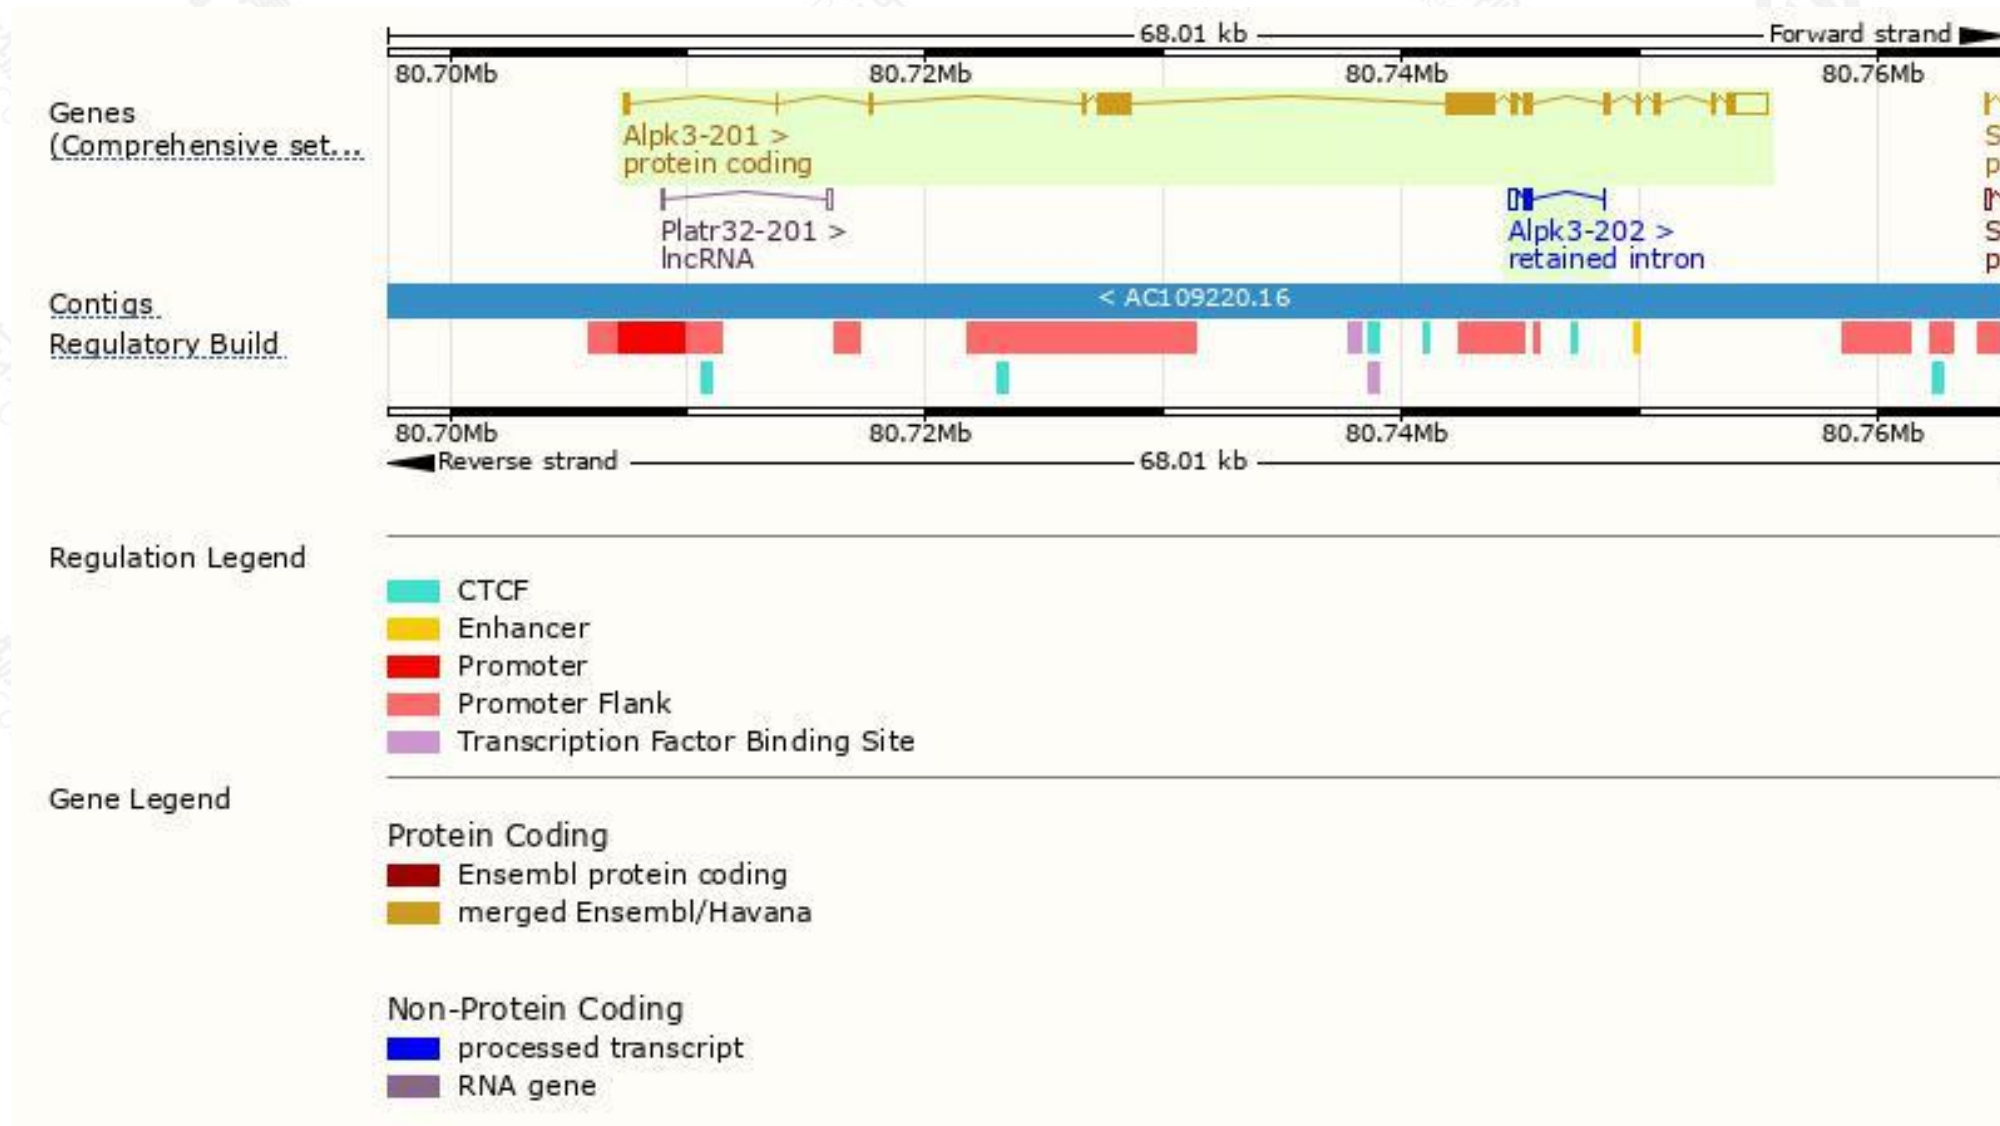 68.01 kb
Forward strand
80.70Mb 80.72Mb 80.74Mb 80.76Mb
Genes
(Comprehensive set...
Alpk3-201 >
protein coding
S
p
Platr32-201 >
lncRNA
Alpk3-202 >
retained intron
S
p
Contigs
< AC109220.16
Regulatory Build
80.70Mb 80.72Mb 80.74Mb 80.76Mb
Reverse strand
68.01 kb
Regulation Legend
CTCF
Enhancer
Promoter
Promoter Flank
Transcription Factor Binding Site
Gene Legend
Protein Coding
Ensembl protein coding
merged Ensembl/Havana
Non-Protein Coding
processed transcript
RNA gene